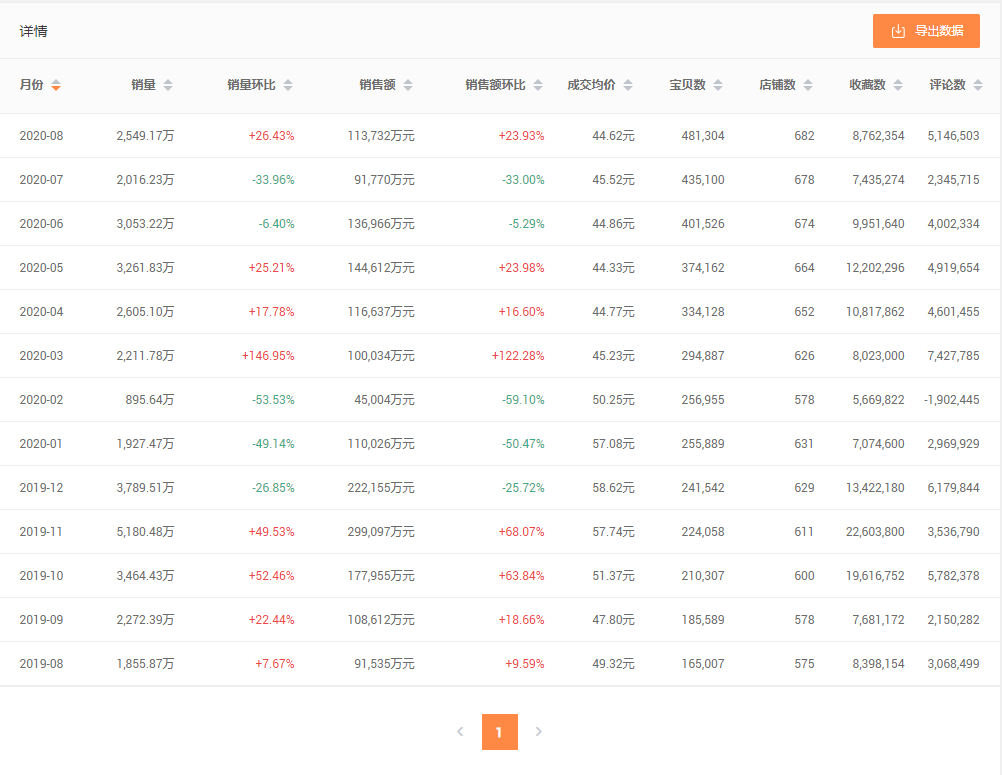 详情
导出数据
月份 销量 销量环比 销售额 销售额环比 成交均价 宝贝数 店铺数 收藏数 评论数
2020-08 2,549.17万 +26.43% 113,732万元 +23.93% 44.62元 481,304 682 8,762,354 5,146,503
2020-07 2,016.23万 -33.96% 91,770万元 -33.00% 45.52元 435,100 678 7,435,274 2,345,715
2020-06 3,053.22万 -6.40% 136,966万元 -5.29% 44.86元 401,526 674 9,951,640 4,002,334
2020-05 3,261.83万 +25.21% 144,612万元 +23.98% 44.33元 374,162 664 12,202,296 4,919,654
2020-04 2,605.10万 +17.78% 116,637万元 +16.60% 44.77元 334,128 652 10,817,862 4,601,455
2020-03 2,211.78万 +146.95% 100,034万元 +122.28% 45.23元 294,887 626 8,023,000 7,427,785
2020-02 895.64万 -53.53% 45,004万元 -59.10% 50.25元 256,955 578 5,669,822 -1,902,445
2020-01 1,927.47万 -49.14% 110,026万元 -50.47% 57.08元 255,889 631 7,074,600 2,969,929
2019-12 3,789.51万 -26.85% 222,155万元 -25.72% 58.62元 241,542 629 13,422,180 6,179,844
2019-11 5,180.48万 +49.53% 299,097万元 +68.07% 57.74元 224,058 611 22,603,800 3,536,790
2019-10 3,464.43万 +52.46% 177,955万元 +63.84% 51.37元 210,307 600 19,616,752 5,782,378
2019-09 2,272.39万 +22.44% 108,612万元 +18.66% 47.80元 185,589 578 7,681,172 2,150,282
2019-08 1,855.87万 +7.67% 91,535万元 +9.59% 49.32元 165,007 575 8,398,154 3,068,499
1